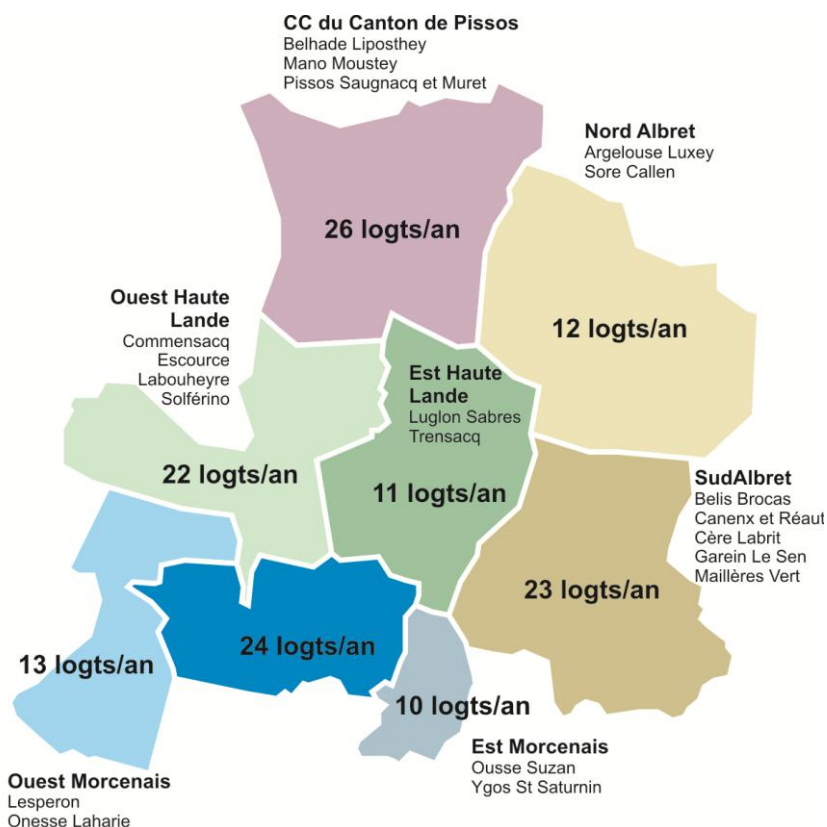 CC du Canton de Pissos
Belhade Liposthey
Mano Moustey
Pissos Saugnacq et Muret
Nord Albret
Argelouse Luxey
Sore Callen
26 logts/an
12 logts/an
Ouest Haute
Lande
Commensacq
Escource
Labouheyre
Solférino
Est Haute
Lande
Luglon Sabres
Trensacq
22 logts/an
11 logts/an
SudAlbret
Belis Brocas
Canenx et Réaut
Cère Labrit
Garein Le Sen
Maillères Vert
23 logts/an
24 logts/an
13 logts/an
10 logts/an
Est Morcenais
Ousse Suzan
Ygos St Saturnin
Ouest Morcenais
Lesperon
Onesse Laharie